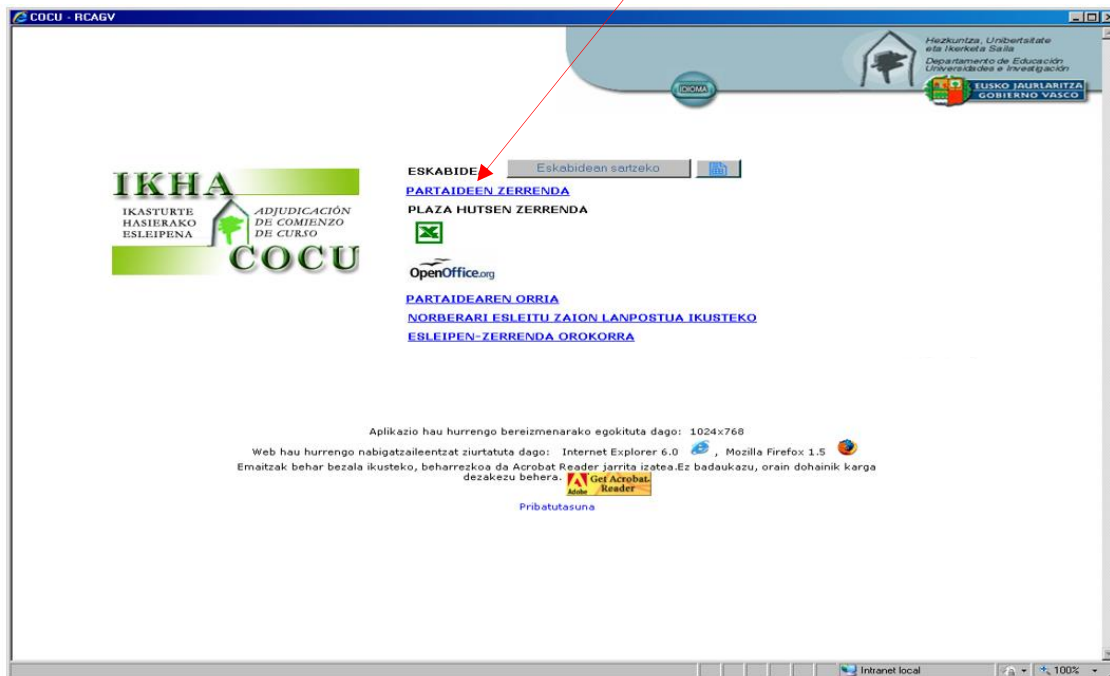 COCU - RCAGV
Hezkuntza, Unibertsitate
eta Ikerketa Saila
Departamento de Educación
Universidades e Investigación
EUSKO JAURLARITZA
GOBIERNO VASCO
IDIOMA
IKHA
IKASTURTE
HASIERAKO
ESLEIPENA
ADJUDICACIÓN
DE COMIENZO
DE CURSO
COCU
ESKABIDE Eskabidean sartzeko
PARTAIDEEN ZERRENDA
PLAZA HUTSEN ZERRENDA
OpenOffice.org
PARTAIDEAREN ORRIA
NORBERARI ESLEITU ZAION LANPOSTUA IKUSTEKO
ESLEIPEN-ZERRENDA OROKORRA
Aplikazio hau hurrengo bereizmenarako egokituta dago: 1024x768
Web hau hurrengo nabigatzaileentzat ziurtatuta dago: Internet Explorer 6.0 , Mozilla Firefox 1.5
Emaitzak behar bezala ikusteko, beharrezkoa da Acrobat Reader jarrita izatea.Ez badaukazu, orain dohainik karga
dezakezu behera. Get Acrobat Reader Adobe
Pribatutasuna
Intranet local 100%